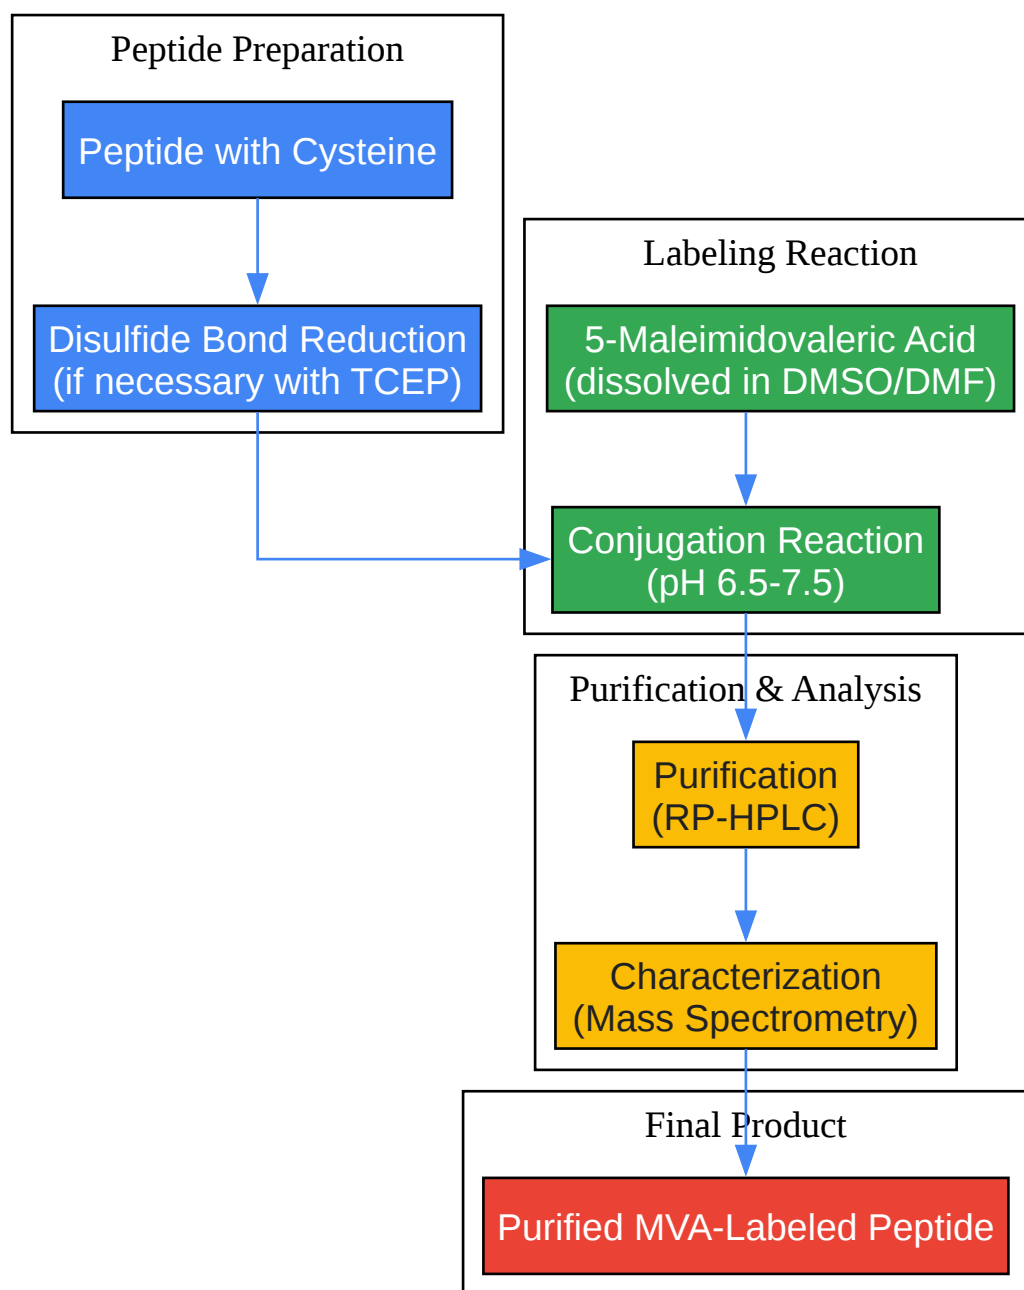 Peptide Preparation
Peptide with Cysteine
Disulfide Bond Reduction
(if necessary with TCEP)
Labeling Reaction
5-Maleimidovaleric Acid
(dissolved in DMSO/DMF)
Conjugation Reaction
(pH 6.5-7.5)
Purification & Analysis
Purification
(RP-HPLC)
Characterization
(Mass Spectrometry)
Final Product
Purified MVA-Labeled Peptide